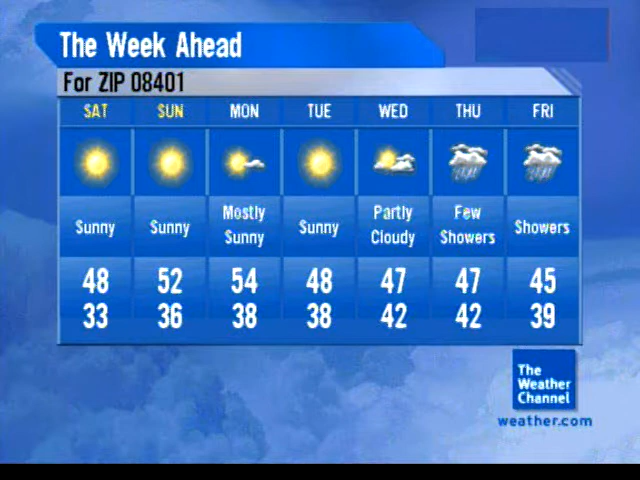 The Week Ahead
For ZIP 08401
SAT SUN MON TUE WED THU FRI
Sunny Sunny Mostly Sunny Sunny Partly Cloudy Few Showers Showers
48 52 54 48 47 47 45
33 36 38 38 42 42 39
The
Weather
Channel
weather.com